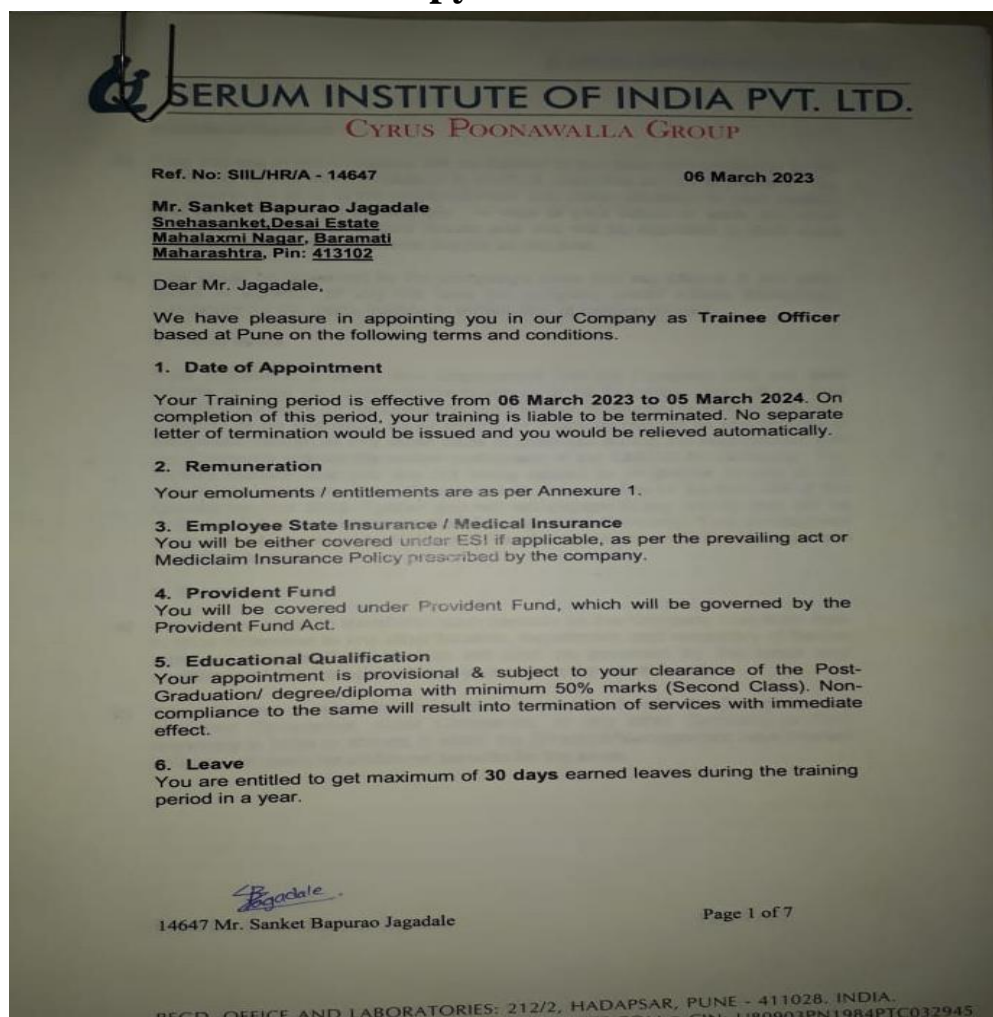 SERUM INSTITUTE OF INDIA PVT. LTD.
CYRUS POONAWALLA GROUP
Ref. No: SIIL/HR/A - 14647 06 March 2023
Mr. Sanket Bapurao Jagadale
Snehasanket,Desai Estate
Mahalaxmi Nagar, Baramati
Maharashtra, Pin: 413102
Dear Mr. Jagadale,
We have pleasure in appointing you in our Company as Trainee Officer
based at Pune on the following terms and conditions.
1. Date of Appointment
Your Training period is effective from 06 March 2023 to 05 March 2024. On
completion of this period, your training is liable to be terminated. No separate
letter of termination would be issued and you would be relieved automatically.
2. Remuneration
Your emoluments / entitlements are as per Annexure 1.
3. Employee State Insurance / Medical Insurance
You will be either covered under ESI if applicable, as per the prevailing act or
Mediclaim Insurance Policy prescribed by the company.
4. Provident Fund
You will be covered under Provident Fund, which will be governed by the
Provident Fund Act.
5. Educational Qualification
Your appointment is provisional & subject to your clearance of the Post-
Graduation/ degree/diploma with minimum 50% marks (Second Class). Non-
compliance to the same will result into termination of services with immediate
effect.
6. Leave
You are entitled to get maximum of 30 days earned leaves during the training
period in a year.
Jagadale
14647 Mr. Sanket Bapurao Jagadale Page 1 of 7
REGD. OFFICE AND LABORATORIES: 212/2, HADAPSAR, PUNE - 411028. INDIA.